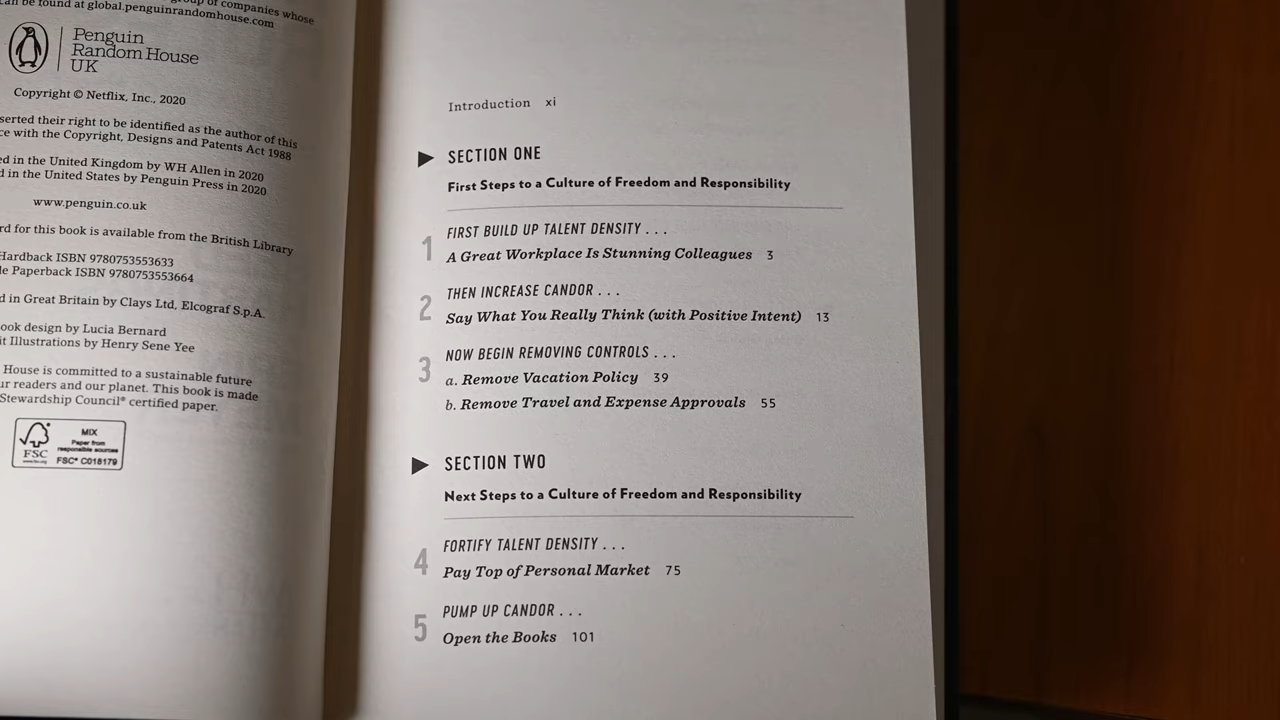 group of companies whose
can be found at global.penguinrandomhouse.com
Penguin
Random House
UK
Copyright © Netflix, Inc., 2020
serted their right to be identified as the author of this
ce with the Copyright, Designs and Patents Act 1988
ed in the United Kingdom by WH Allen in 2020
d in the United States by Penguin Press in 2020
www.penguin.co.uk
rd for this book is available from the British Library
Hardback ISBN 9780753553633
le Paperback ISBN 9780753553664
d in Great Britain by Clays Ltd, Elcograf S.p.A.
ook design by Lucia Bernard
it Illustrations by Henry Sene Yee
House is committed to a sustainable future
ur readers and our planet. This book is made
Stewardship Council® certified paper.
FSC
www.fsc.org
MIX
Paper from
responsible sources
FSC® C018179
Introduction xi
SECTION ONE
First Steps to a Culture of Freedom and Responsibility
1
FIRST BUILD UP TALENT DENSITY . . .
A Great Workplace Is Stunning Colleagues 3
2
THEN INCREASE CANDOR . . .
Say What You Really Think (with Positive Intent) 13
3
NOW BEGIN REMOVING CONTROLS . . .
a. Remove Vacation Policy 39
b. Remove Travel and Expense Approvals 55
SECTION TWO
Next Steps to a Culture of Freedom and Responsibility
4
FORTIFY TALENT DENSITY . . .
Pay Top of Personal Market 75
5
PUMP UP CANDOR . . .
Open the Books 101